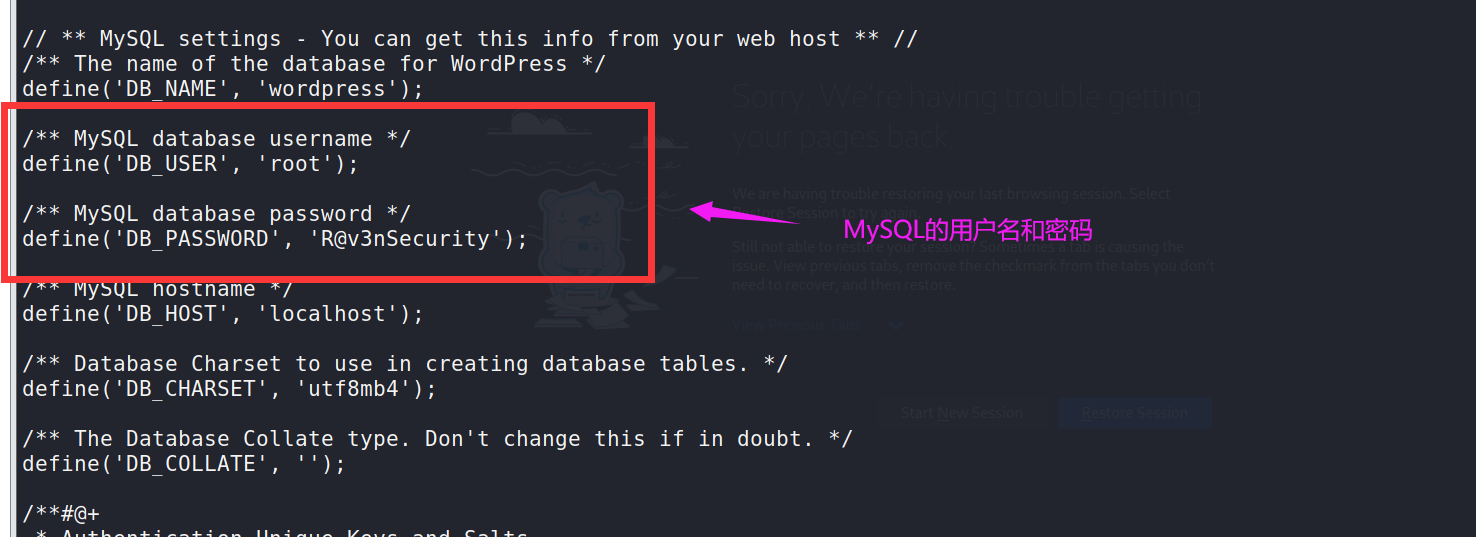 // ** MySQL settings - You can get this info from your web host ** //
/** The name of the database for WordPress */
define('DB_NAME', 'wordpress');
/** MySQL database username */
define('DB_USER', 'root');
/** MySQL database password */
define('DB_PASSWORD', 'R@v3nSecurity');
MySQL的用户名和密码
/** MySQL hostname */
define('DB_HOST', 'localhost');
/** Database Charset to use in creating database tables. */
define('DB_CHARSET', 'utf8mb4');
/** The Database Collate type. Don't change this if in doubt. */
define('DB_COLLATE', '');
/**#@+
* Authentication Unique Keys and Salts
Sorry. We're having trouble getting
your pages back.
We are having trouble restoring your last browsing session. Select
Session to try
Still not able to restore your session? Sometimes a tab is causing the
issue. View previous tabs, remove the checkmark from the tabs you don't
need to recover, and then restore.
View Previous Tabs
Start New Session
Restore Session